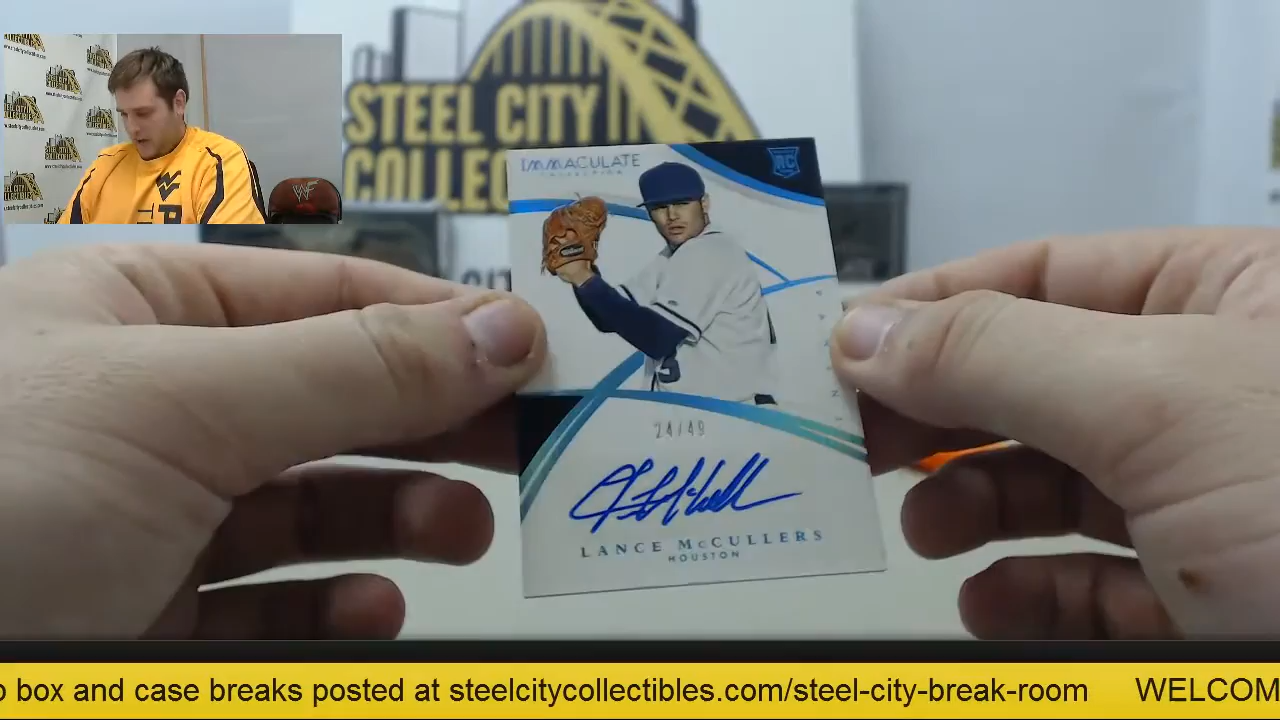 STEEL CITY
COLLEC
IMMACULATE
COLLECTION
RC
24/49
LANCE McCULLERS
HOUSTON
box and case breaks posted at steelcitycollectibles.com/steel-city-break-room WELCOM